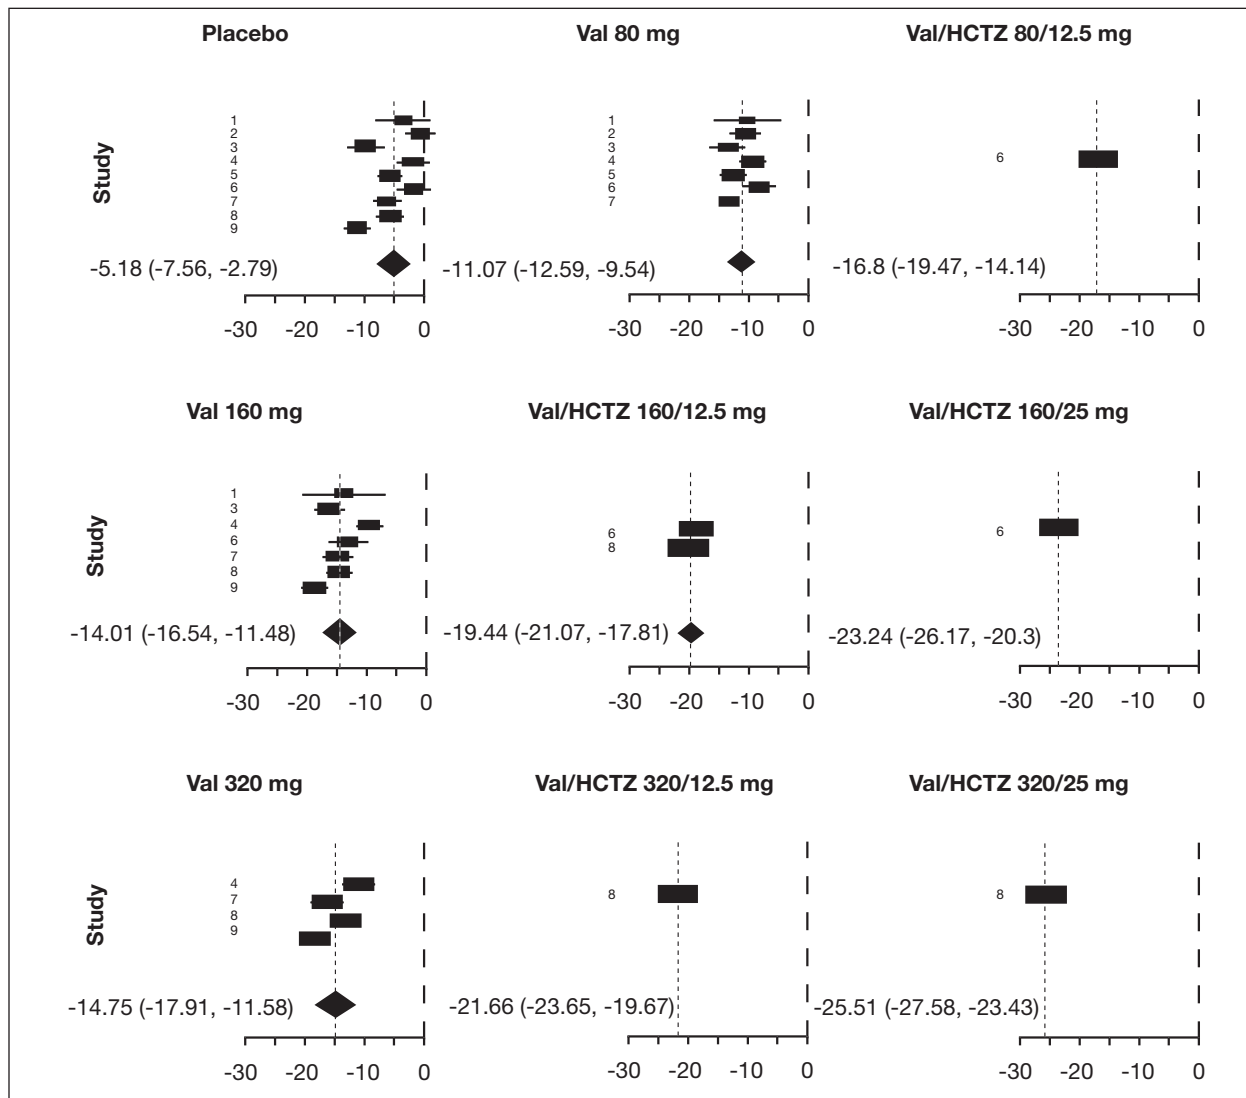 Placebo
Val 80 mg
Val/HCTZ 80/12.5 mg
Study
1
2
3
4
5
6
7
8
9
-5.18 (-7.56, -2.79)
-30 -20 -10 0
1
2
3
4
5
6
7
-11.07 (-12.59, -9.54)
-30 -20 -10 0
6
-16.8 (-19.47, -14.14)
-30 -20 -10 0
Val 160 mg
Val/HCTZ 160/12.5 mg
Val/HCTZ 160/25 mg
Study
1
3
4
6
7
8
9
-14.01 (-16.54, -11.48)
-30 -20 -10 0
6
8
-19.44 (-21.07, -17.81)
-30 -20 -10 0
6
-23.24 (-26.17, -20.3)
-30 -20 -10 0
Val 320 mg
Val/HCTZ 320/12.5 mg
Val/HCTZ 320/25 mg
Study
4
7
8
9
-14.75 (-17.91, -11.58)
-30 -20 -10 0
8
-21.66 (-23.65, -19.67)
-30 -20 -10 0
8
-25.51 (-27.58, -23.43)
-30 -20 -10 0